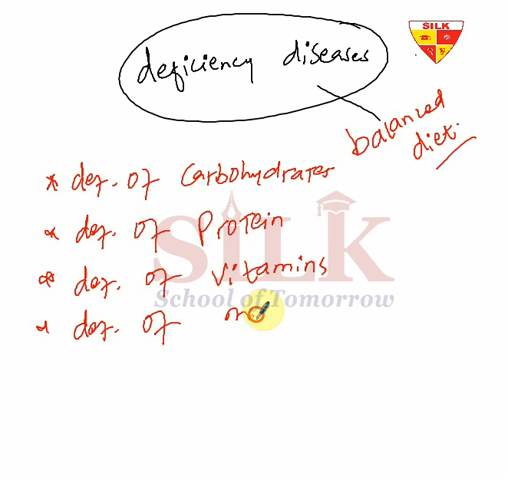 SILK
deficiency diseases
balanced
diet.
* def. of Carbohydrates
* def. of Protein
* def. of Vitamins
* def. of
SILK
School of Tomorrow